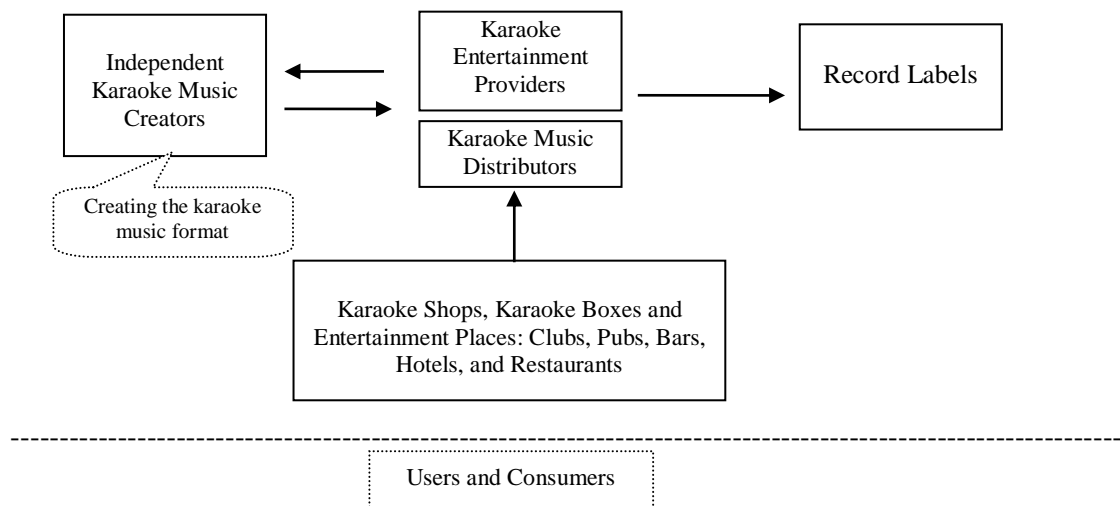 Independent
Karaoke Music
Creators
Karaoke
Entertainment
Providers
Record Labels
Karaoke Music
Distributors
Creating the karaoke
music format
Karaoke Shops, Karaoke Boxes and
Entertainment Places: Clubs, Pubs, Bars,
Hotels, and Restaurants
Users and Consumers